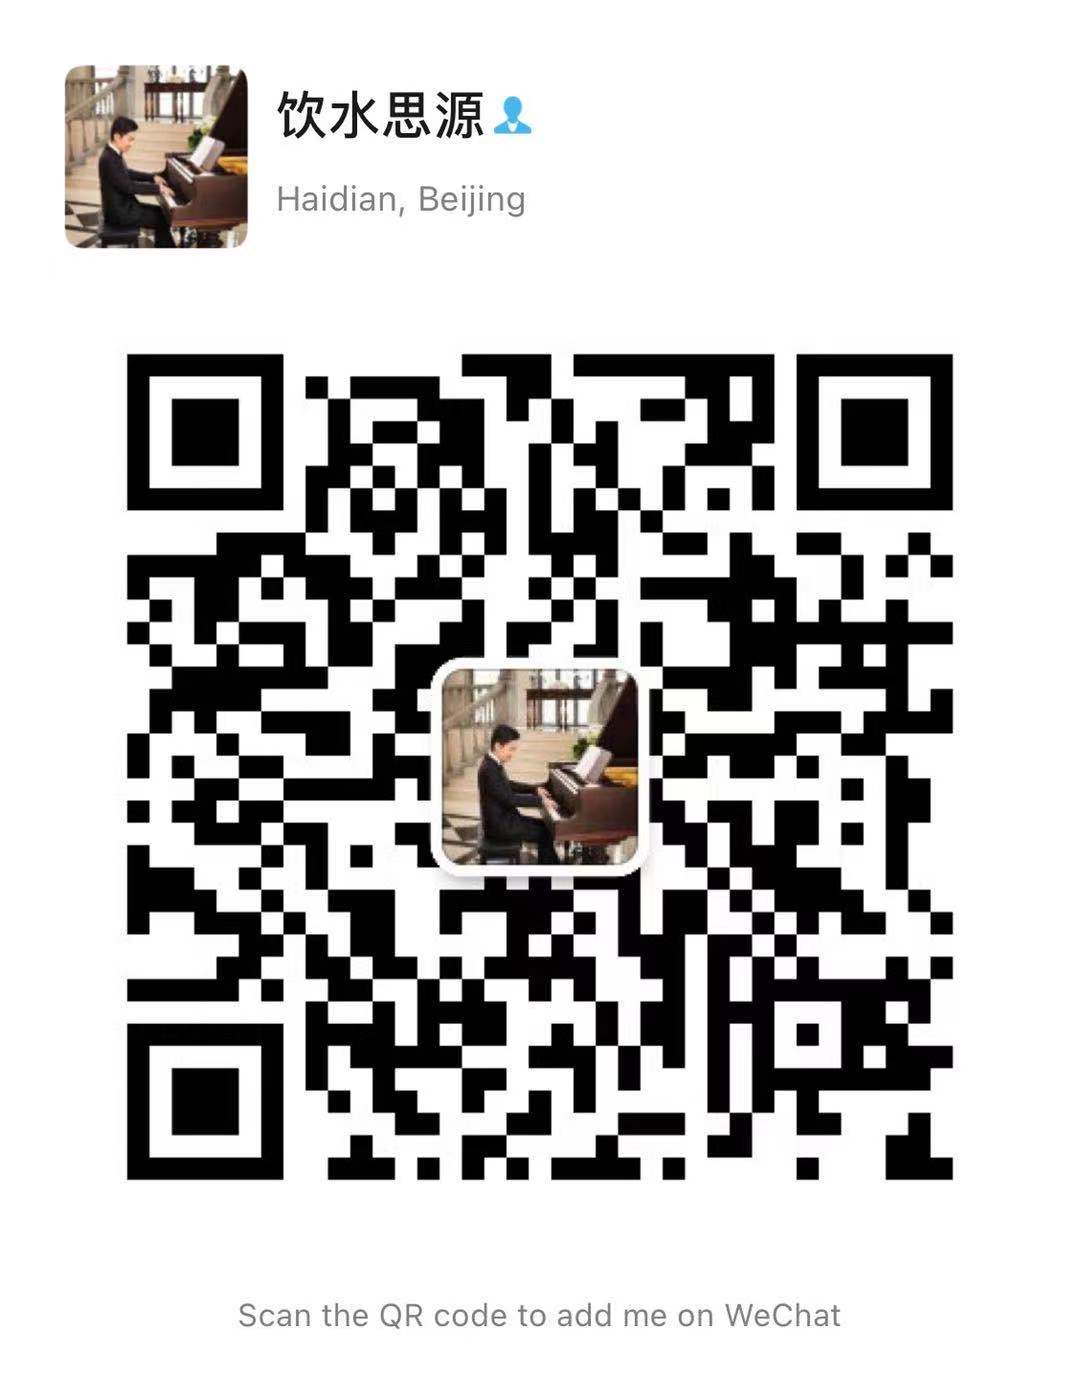 饮水思源
Haidian, Beijing
Scan the QR code to add me on WeChat